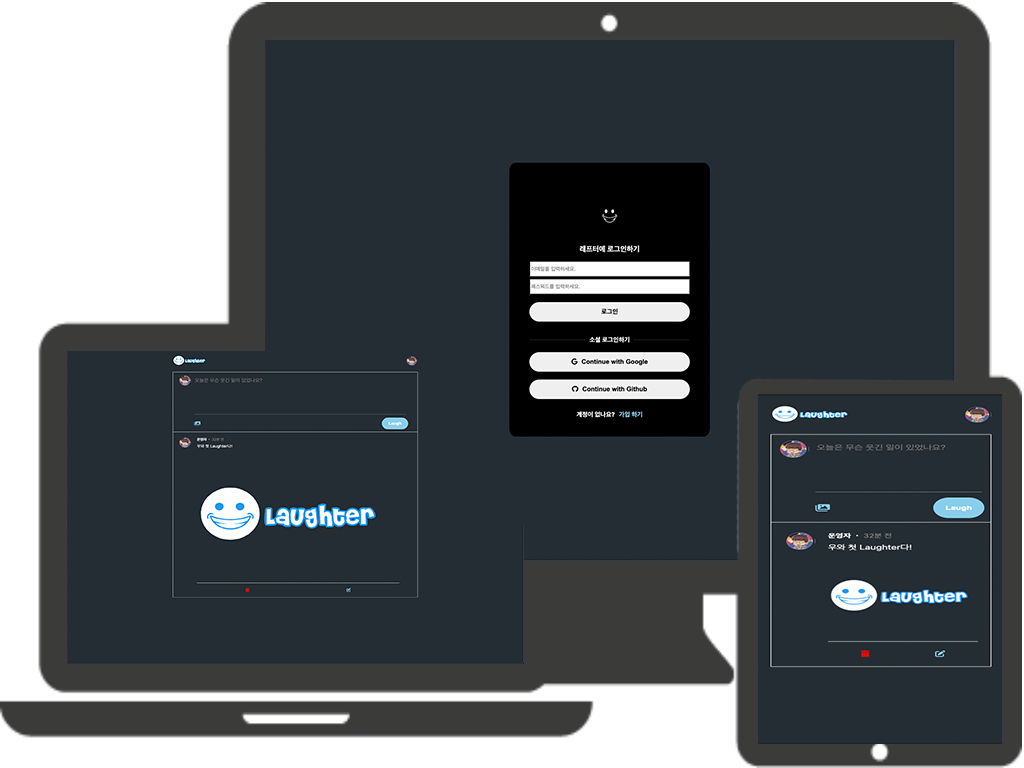 래프터에 로그인하기
이메일을 입력하세요.
패스워드를 입력하세요.
로그인
소셜 로그인하기
Continue with Google
Continue with Github
계정이 없나요? 가입 하기
Laughter
오늘은 무슨 웃긴 일이 있었나요?
Laugh
운영자 • 32분 전
우와 첫 Laughter다!
Laughter
Laughter
오늘은 무슨 웃긴 일이 있었나요?
Laugh
운영자 • 32분 전
우와 첫 Laughter다!
Laughter